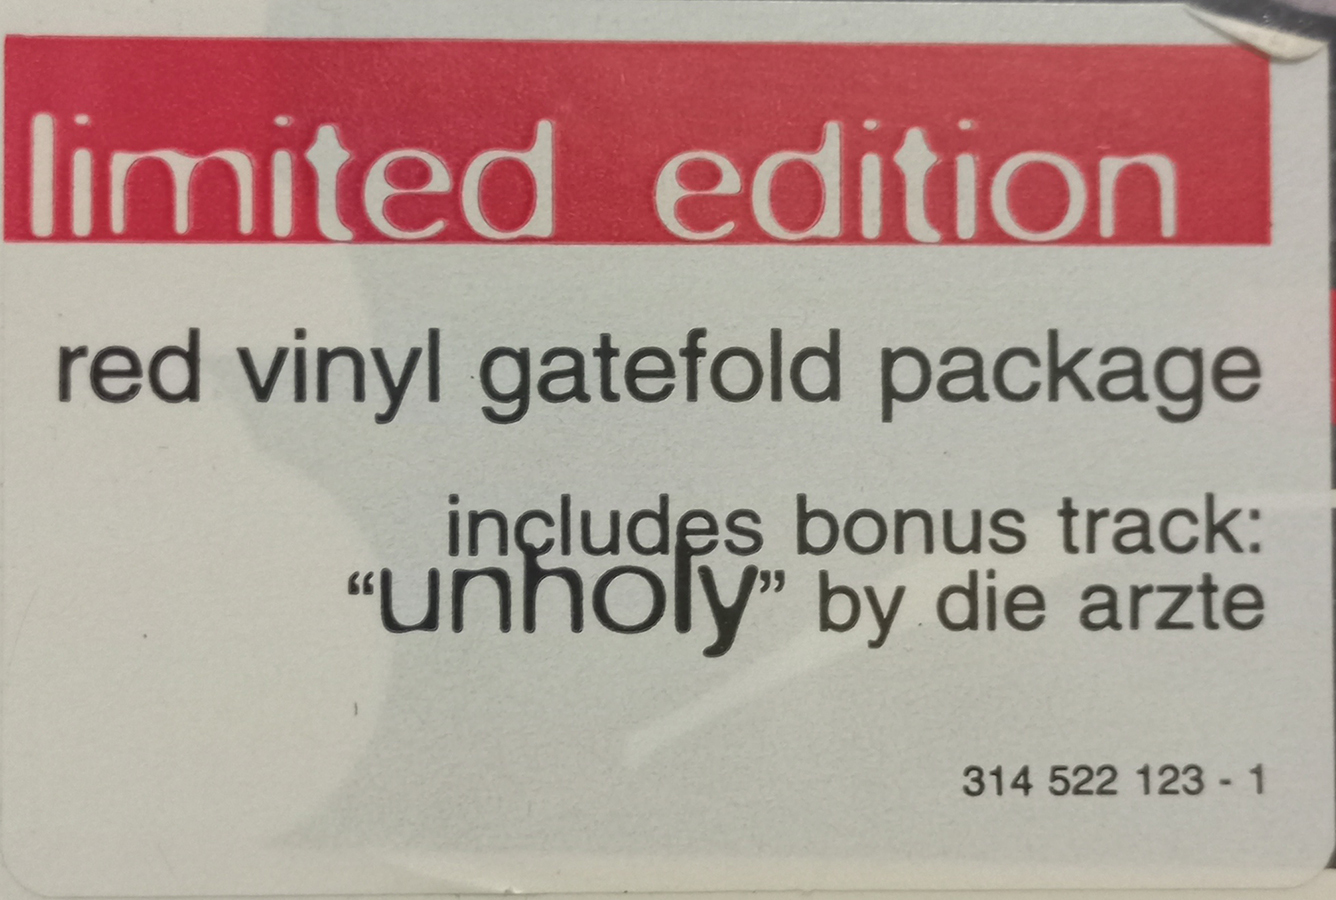 limited edition
red vinyl gatefold package
includes bonus track:
“unholy” by die arzte
314 522 123 - 1